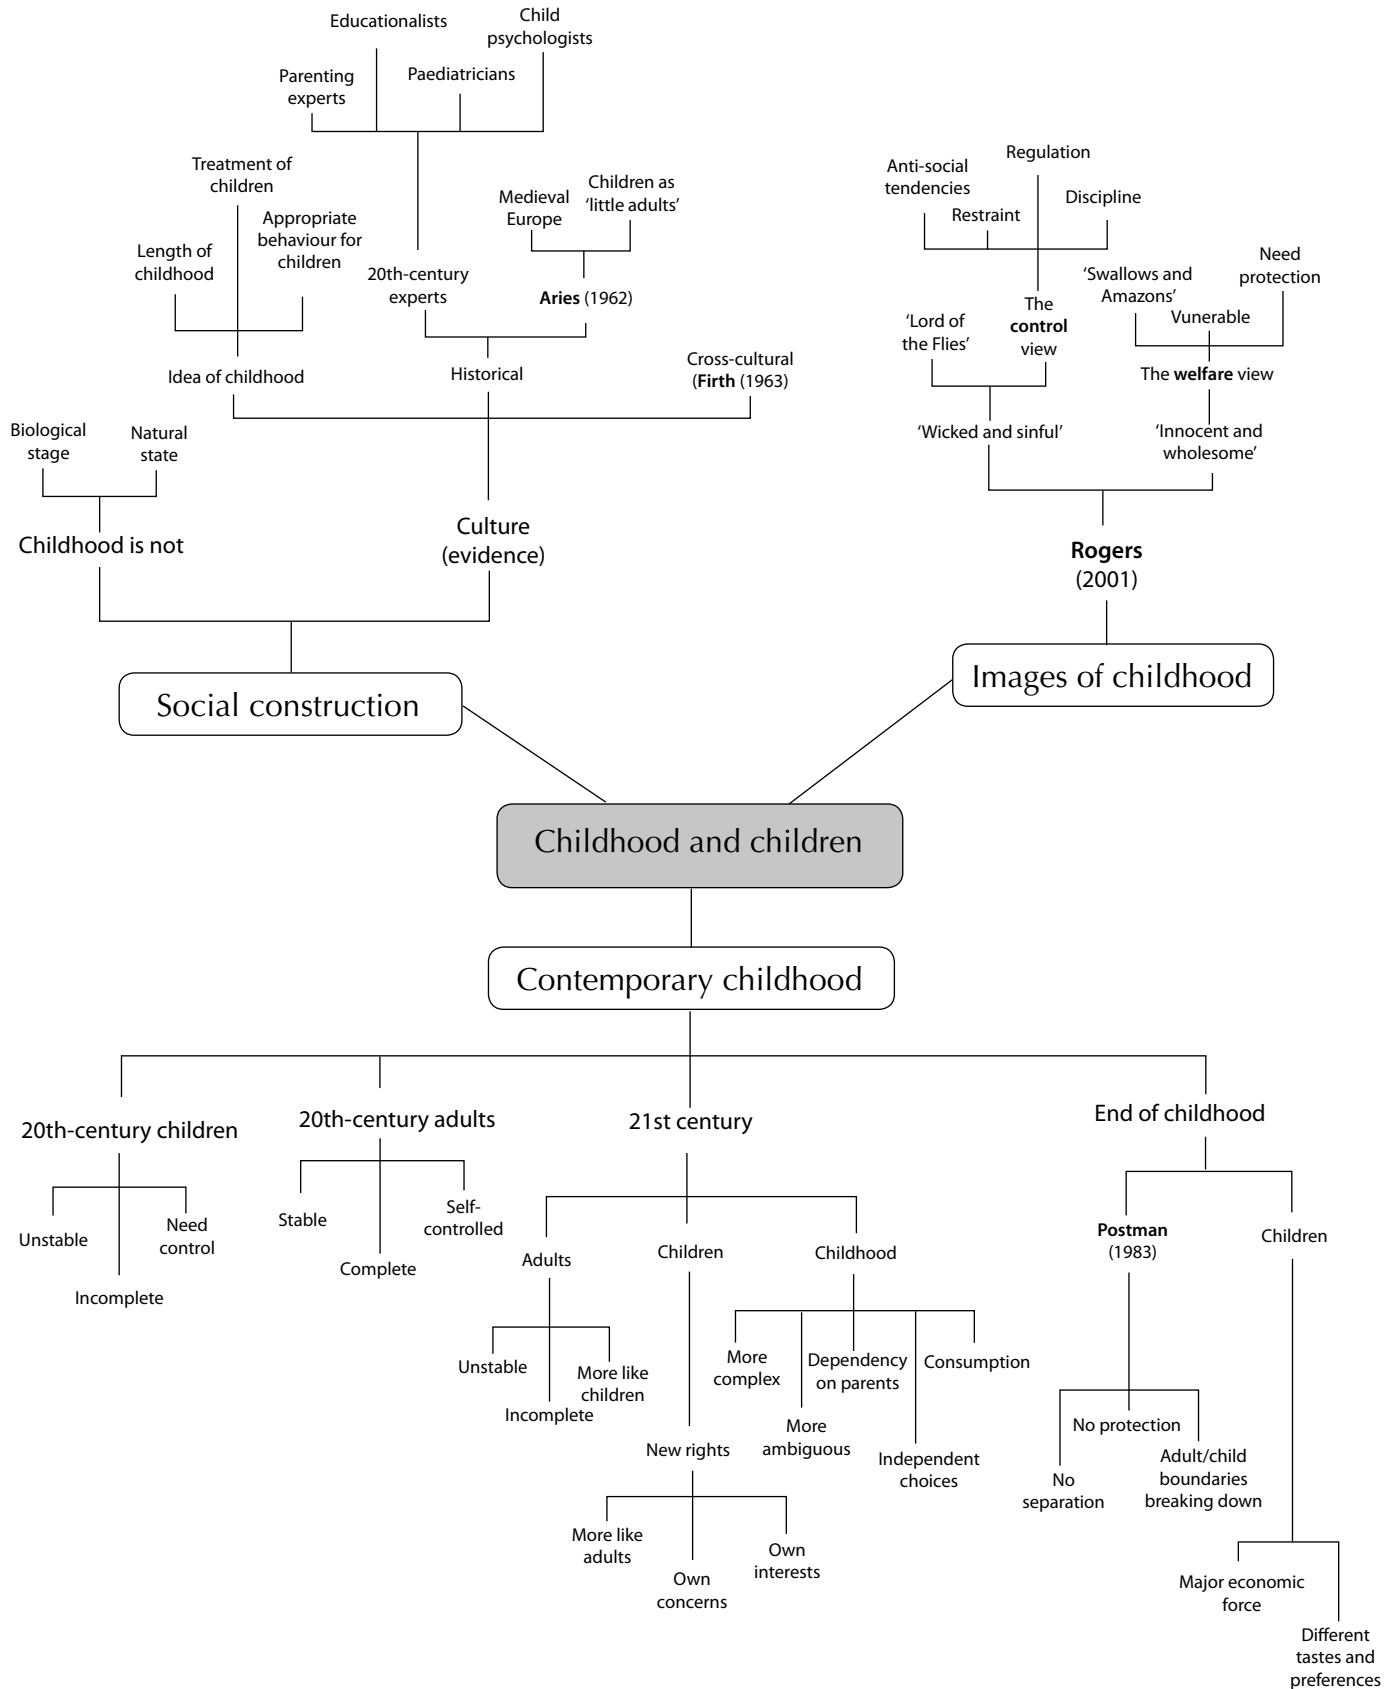 Educationalists
Child
psychologists
Parenting
experts
Paediatricians
Treatment of
children
Appropriate
behaviour for
children
Length of
childhood
20th-century
experts
Medieval
Europe
Children as
‘little adults’
Aries (1962)
Idea of childhood
Historical
Cross-cultural
(Firth (1963)
Biological
stage
Natural
state
Childhood is not
Culture
(evidence)
Social construction
Anti-social
tendencies
Regulation
Restraint
Discipline
‘Swallows and
Amazons’
Need
protection
Vunerable
‘Lord of
the Flies’
The
control
view
The welfare view
‘Wicked and sinful’
‘Innocent and
wholesome’
Rogers
(2001)
Images of childhood
Childhood and children
Contemporary childhood
20th-century children
Unstable
Need
control
Incomplete
20th-century adults
Stable
Self-
controlled
Complete
21st century
Adults
Unstable
More like
children
Incomplete
Children
New rights
More like
adults
Own
concerns
Own
interests
Childhood
More
complex
More
ambiguous
Dependency
on parents
Independent
choices
Consumption
End of childhood
Postman
(1983)
No
separation
No protection
Adult/child
boundaries
breaking down
Children
Major economic
force
Different
tastes and
preferences